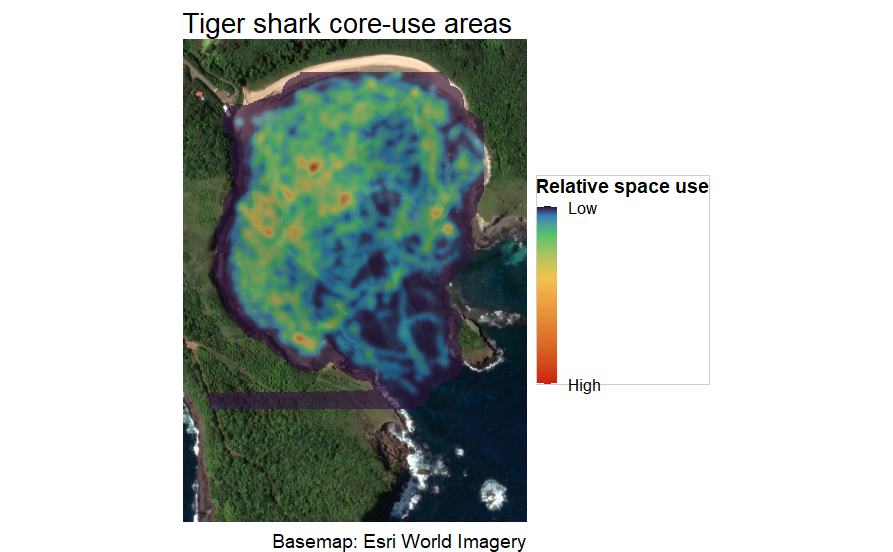 Tiger shark core-use areas
Relative space use
Low
High
Basemap: Esri World Imagery